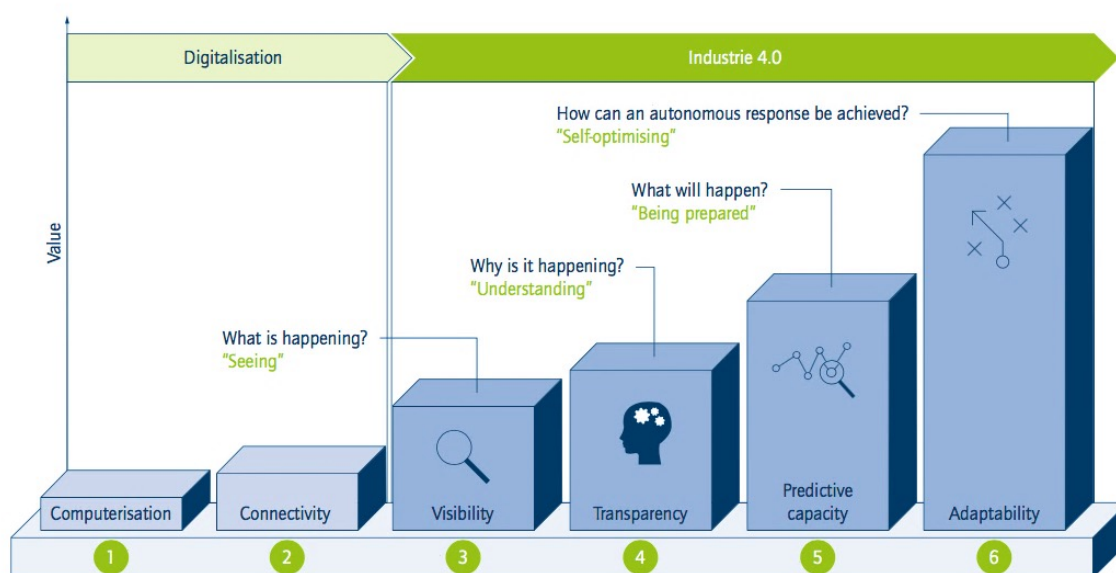 Digitalisation
Industrie 4.0
How can an autonomous response be achieved?
"Self-optimising"
What will happen?
"Being prepared"
Why is it happening?
"Understanding"
What is happening?
"Seeing"
Value
Computerisation
Connectivity
Visibility
Transparency
Predictive
capacity
Adaptability
1
2
3
4
5
6